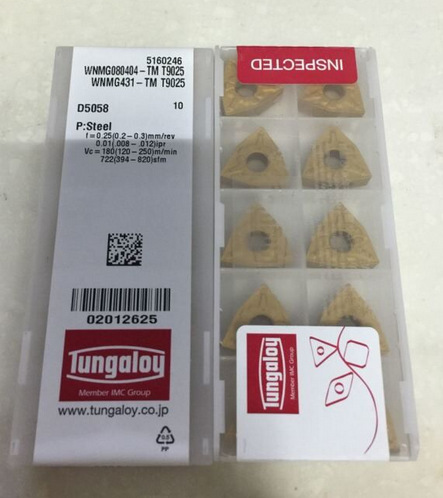 5160246
WNMG080404-TM T9025
WNMG431-TM T9025
D5058 10
P:Steel
f=0.25(0.2-0.3)mm/rev
0.01(.008-.012)ipr
Vc=180(120-250)m/min
722(394-820)sfm
02012625
Tungaloy
Member IMC Group
www.tungaloy.co.jp
PP
INSPECTED
Tungaloy
Member IMC Group